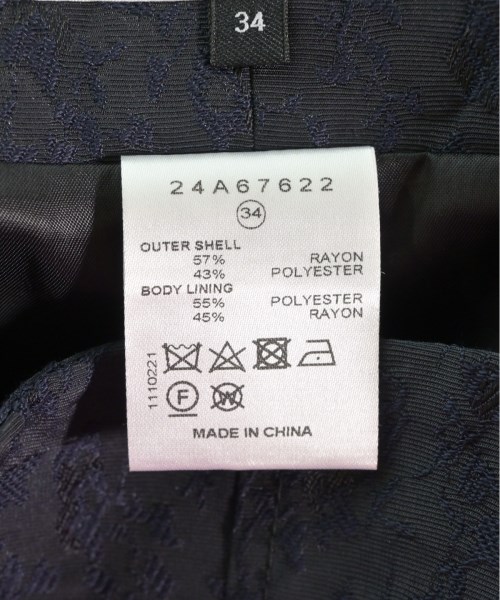 34
24A67622
34
OUTER SHELL
57% RAYON
43% POLYESTER
BODY LINING
55% POLYESTER
45% RAYON
1110221
F
W
MADE IN CHINA